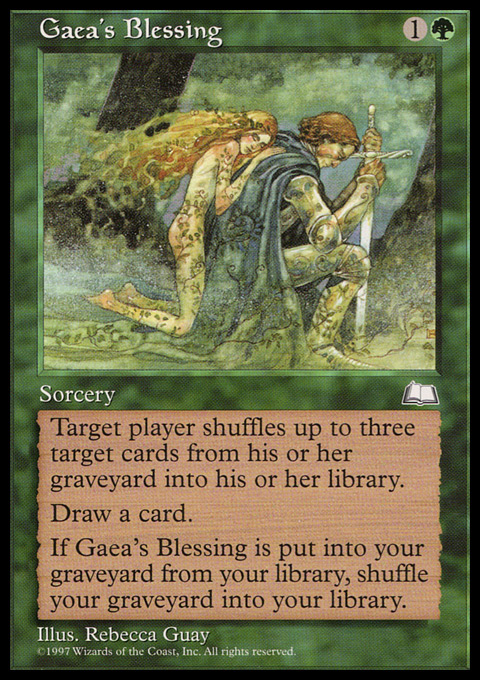 Gaea's Blessing 1
Sorcery
Target player shuffles up to three
target cards from his or her
graveyard into his or her library.
Draw a card.
If Gaea's Blessing is put into your
graveyard from your library, shuffle
your graveyard into your library.
Illus. Rebecca Guay
©1997 Wizards of the Coast, Inc. All rights reserved.